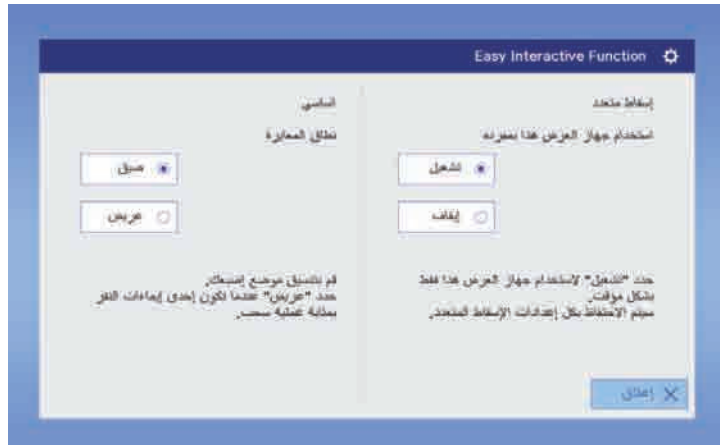 Easy Interactive Function
إسقاط متعدد
استخدام جهاز العرض هذا بمفرده
تشغيل
إيقاف
حدد "تشغيل" لاستخدام جهاز العرض هذا فقط
بشكل مؤقت.
سيتم الاحتفاظ بكل إعدادات الإسقاط المتعدد.
أساسي
نطاق المعايرة
ضيق
عريض
قم بتنسيق موضع إصبعك.
حدد "عريض" عندما تكون إحدى إيماءات النقر
بمثابة عملية سحب.
إغلاق